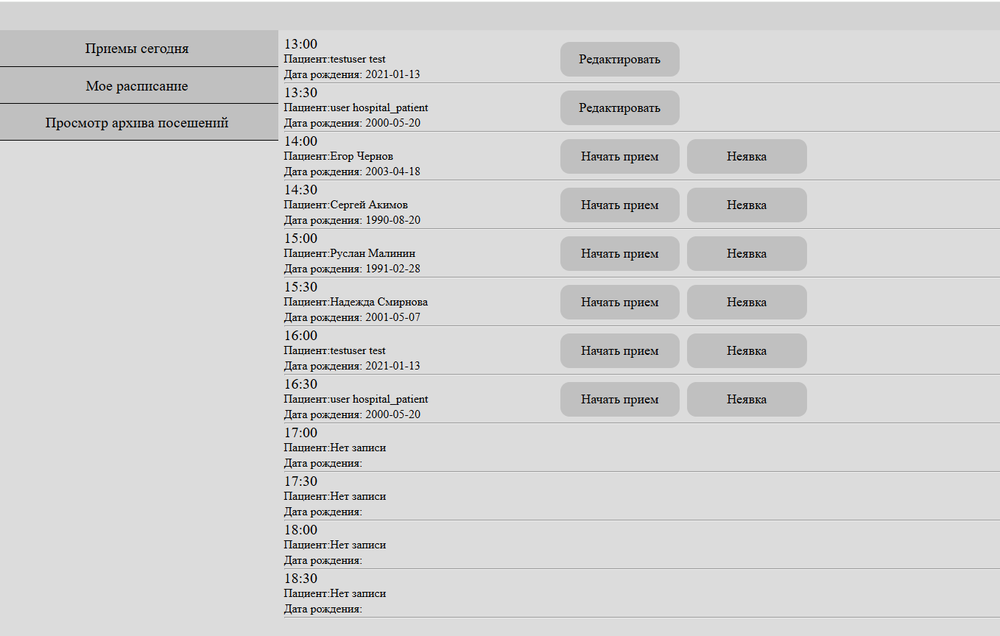 Приемы сегодня
Мое расписание
Просмотр архива посешений
13:00
Пациент:testuser test
Дата рождения: 2021-01-13
Редактировать
13:30
Пациент:user hospital_patient
Дата рождения: 2000-05-20
Редактировать
14:00
Пациент:Егор Чернов
Дата рождения: 2003-04-18
Начать прием
Неявка
14:30
Пациент:Сергей Акимов
Дата рождения: 1990-08-20
Начать прием
Неявка
15:00
Пациент:Руслан Малинин
Дата рождения: 1991-02-28
Начать прием
Неявка
15:30
Пациент:Надежда Смирнова
Дата рождения: 2001-05-07
Начать прием
Неявка
16:00
Пациент:testuser test
Дата рождения: 2021-01-13
Начать прием
Неявка
16:30
Пациент:user hospital_patient
Дата рождения: 2000-05-20
Начать прием
Неявка
17:00
Пациент:Нет записи
Дата рождения:
17:30
Пациент:Нет записи
Дата рождения:
18:00
Пациент:Нет записи
Дата рождения:
18:30
Пациент:Нет записи
Дата рождения: